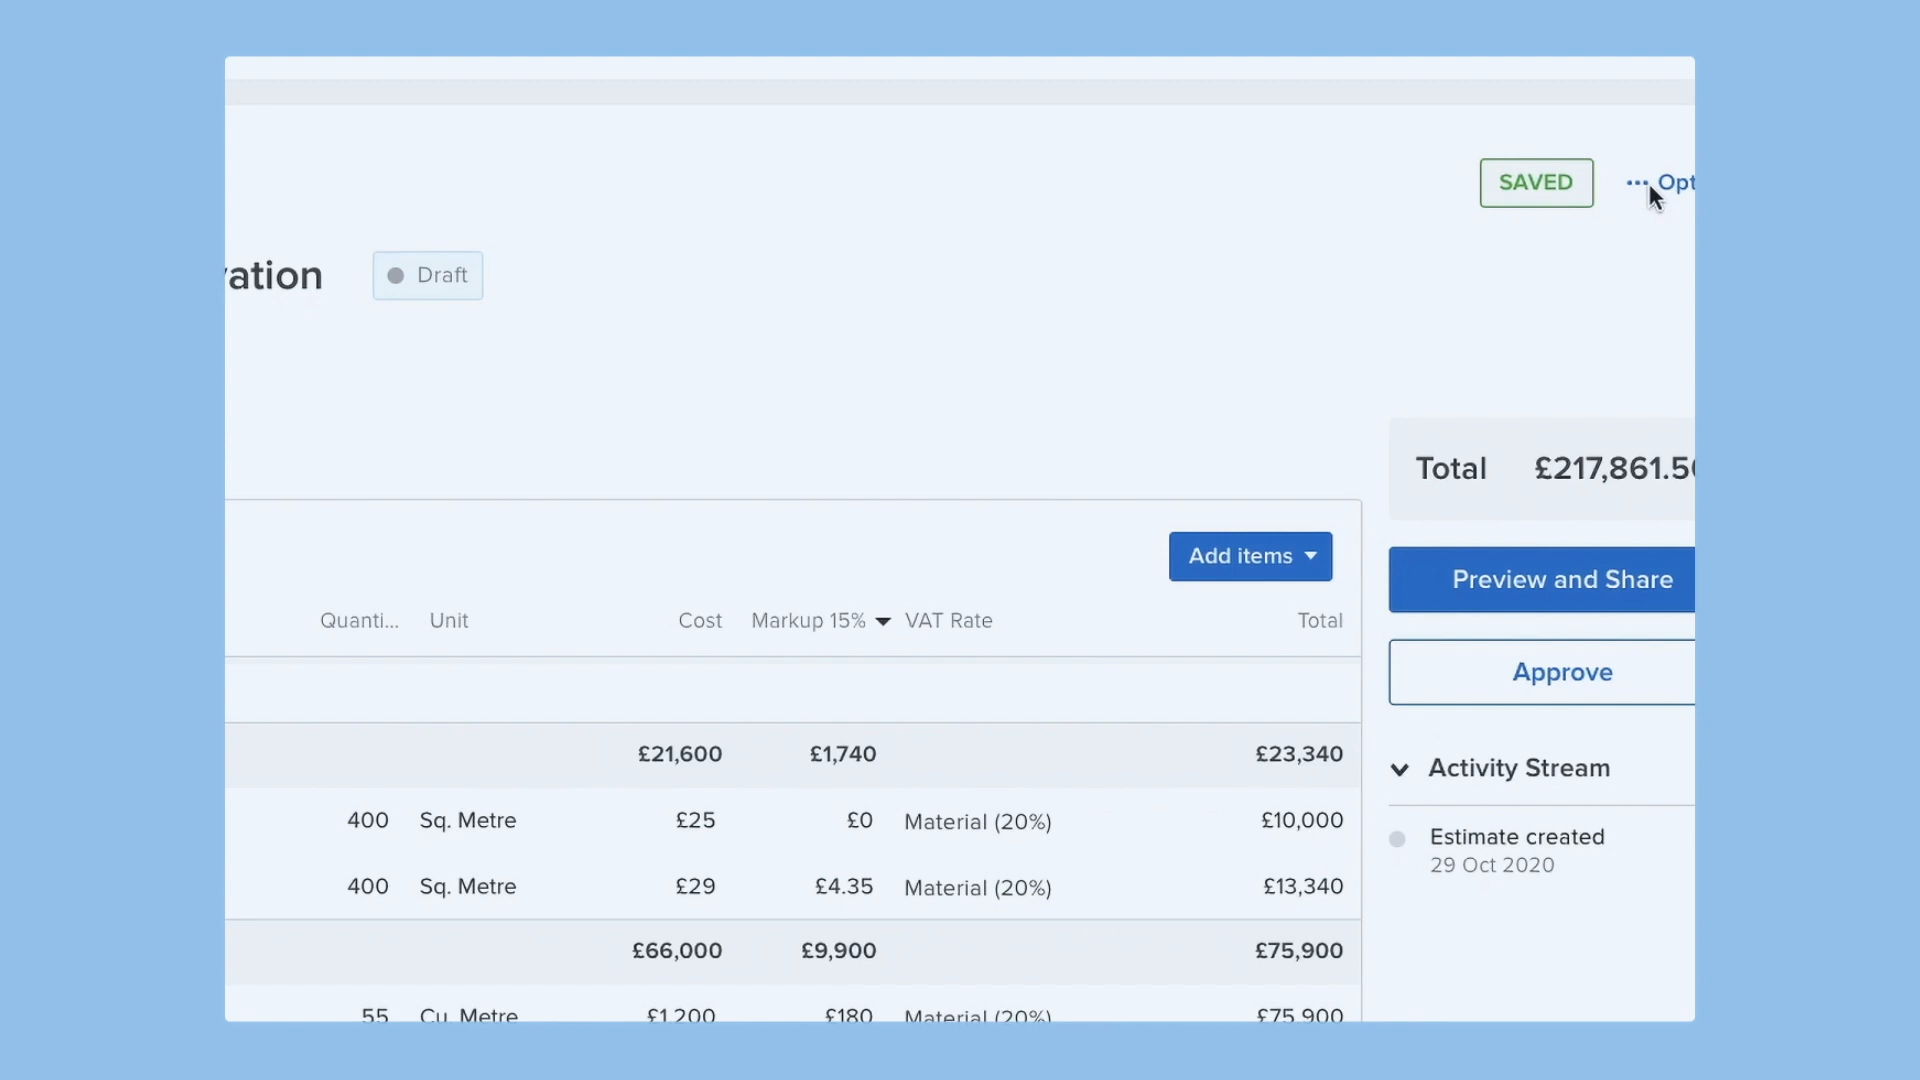 SAVED ... Opt
vation Draft
Total £217,861.50
Add items
Preview and Share
Quanti... Unit Cost Markup 15% VAT Rate Total
Approve
£21,600 £1,740 £23,340
Activity Stream
400 Sq. Metre £25 £0 Material (20%) £10,000
Estimate created
29 Oct 2020
400 Sq. Metre £29 £4.35 Material (20%) £13,340
£66,000 £9,900 £75,900
55 Cu. Metre £1,200 £180 Material (20%) £75,900